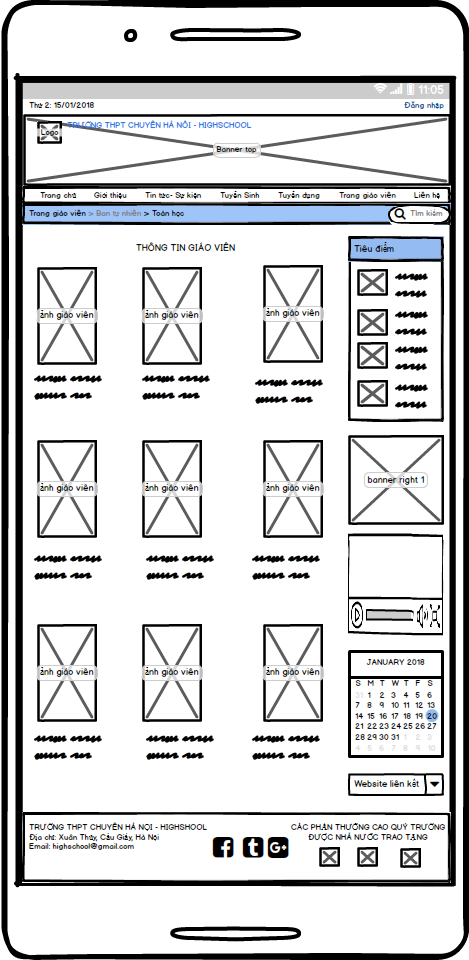 11:05
Thứ 2: 15/01/2018 Đăng nhập
TRƯỜNG THPT CHUYÊN HÀ NỘI - HIGHSCHOOL
Logo
Banner top
Trang chủ Giới thiệu Tin tức- Sự kiện Tuyển Sinh Tuyển dụng Trang giáo viên Liên hệ
Trang giáo viên > Ban tự nhiên > Toán học Tìm kiếm
THÔNG TIN GIÁO VIÊN
Tiêu điểm
ảnh giáo viên ảnh giáo viên ảnh giáo viên
ảnh giáo viên ảnh giáo viên ảnh giáo viên
banner right 1
ảnh giáo viên ảnh giáo viên ảnh giáo viên
JANUARY 2018
S M T W T F S
31 1 2 3 4 5 6
7 8 9 10 11 12 13
14 15 16 17 18 19 20
21 22 23 24 25 26 27
28 29 30 31 1 2 3
4 5 6 7 8 9 10
Website liên kết
TRƯỜNG THPT CHUYÊN HÀ NỘI - HIGHSHOOL
Địa chỉ: Xuân Thủy, Cầu Giấy, Hà Nội
Email: highschool@gmail.com
CÁC PHẦN THƯỞNG CAO QUÝ TRƯỜNG
ĐƯỢC NHÀ NƯỚC TRAO TẶNG